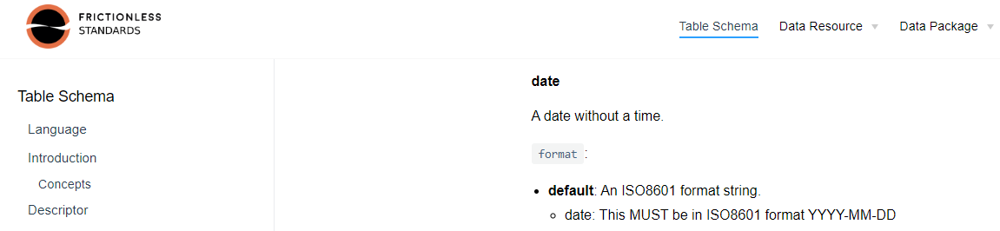 FRICTIONLESS
STANDARDS
Table Schema Data Resource Data Package
Table Schema
Language
Introduction
Concepts
Descriptor
date
A date without a time.
format:
default: An ISO8601 format string.
date: This MUST be in ISO8601 format YYYY-MM-DD